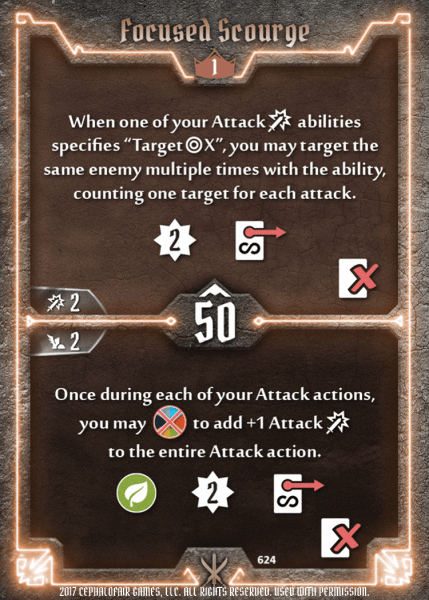 Focused Scourge
1
When one of your Attack abilities
specifies “Target X”, you may target the
same enemy multiple times with the ability,
counting one target for each attack.
2
S
X
2
50
2
Once during each of your Attack actions,
you may to add +1 Attack
to the entire Attack action.
2
S
X
624
2017 CEPHALOFAIR GAMES, LLC. ALL RIGHTS RESERVED. USED WITH PERMISSION.